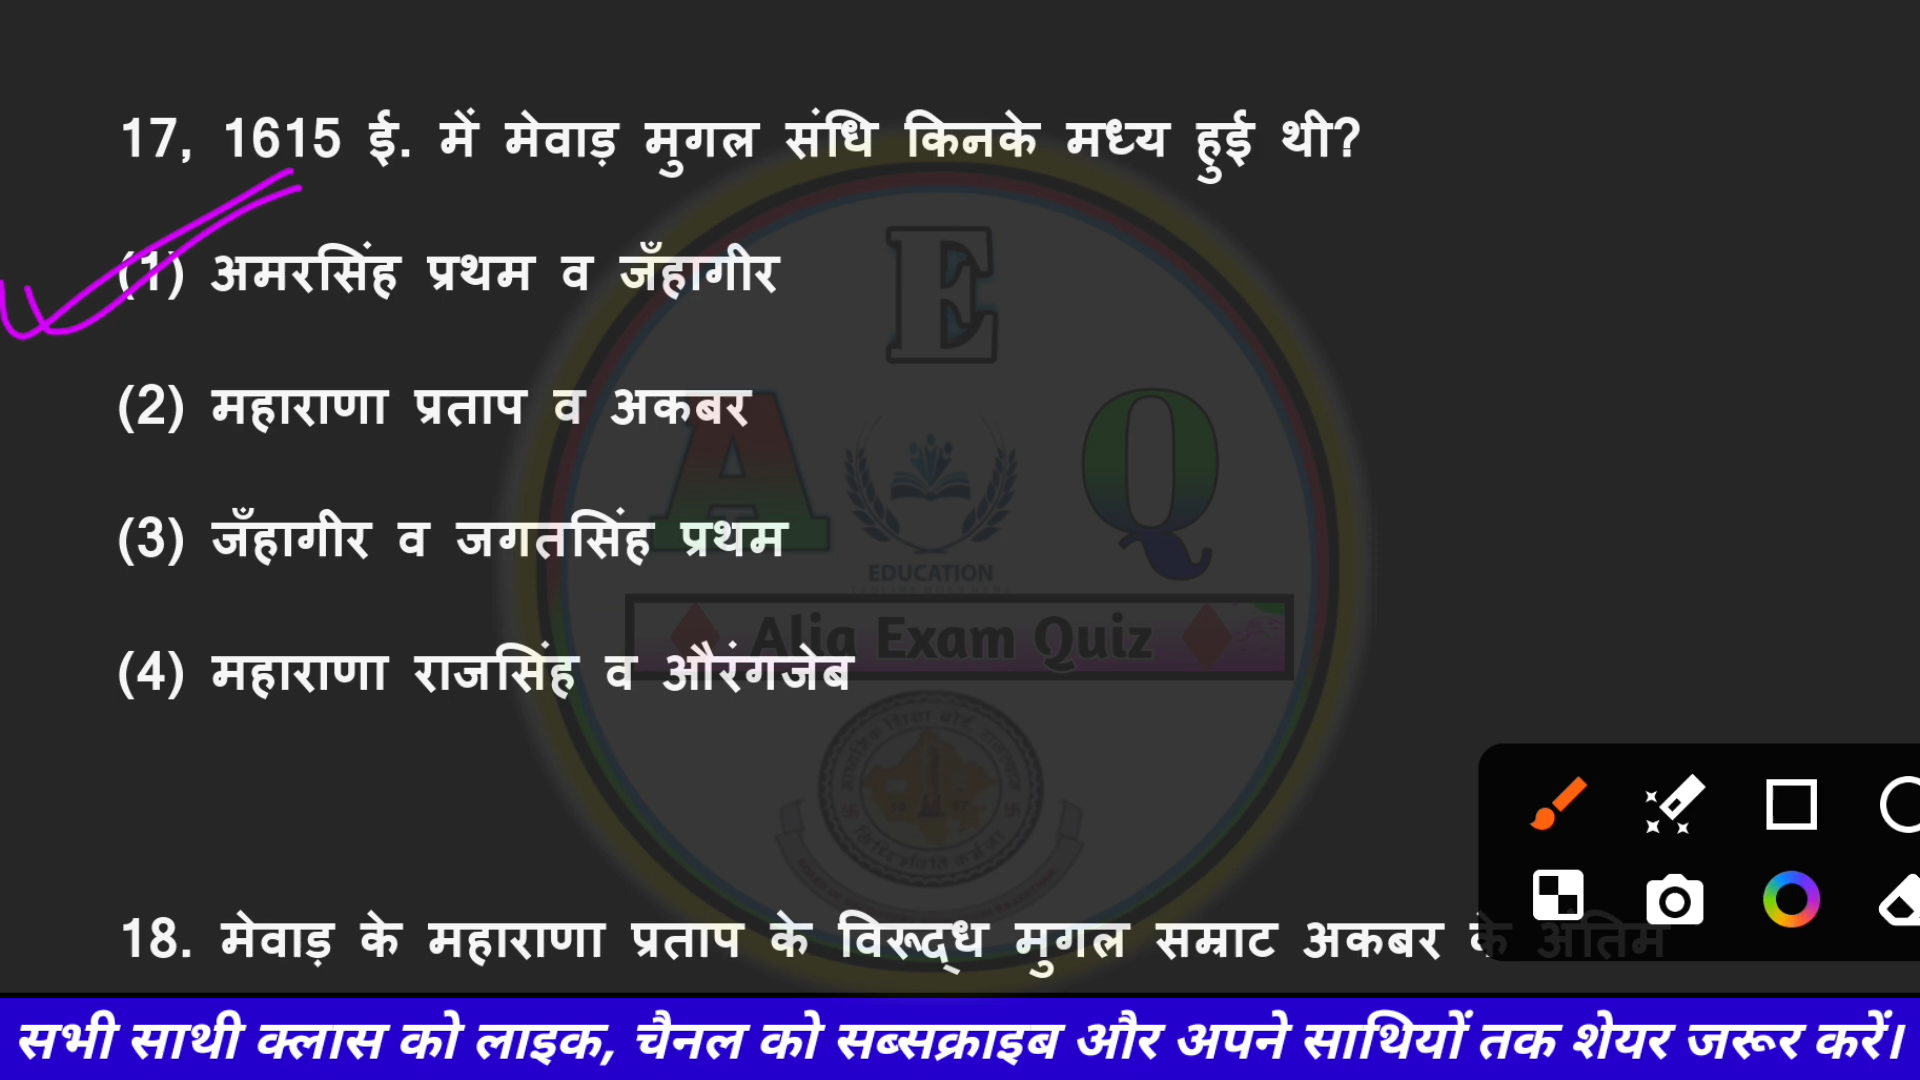 17, 1615 ई. में मेवाड़ मुगल संधि किनके मध्य हुई थी?
(1) अमरसिंह प्रथम व जँहागीर
(2) महाराणा प्रताप व अकबर
(3) जँहागीर व जगतसिंह प्रथम
(4) महाराणा राजसिंह व औरंगजेब
E
A Q
EDUCATION
Alia Exam Quiz
18. मेवाड़ के महाराणा प्रताप के विरूद्ध मुगल सम्राट अकबर के अंतिम
सभी साथी क्लास को लाइक, चैनल को सब्सक्राइब और अपने साथियों तक शेयर जरूर करें।